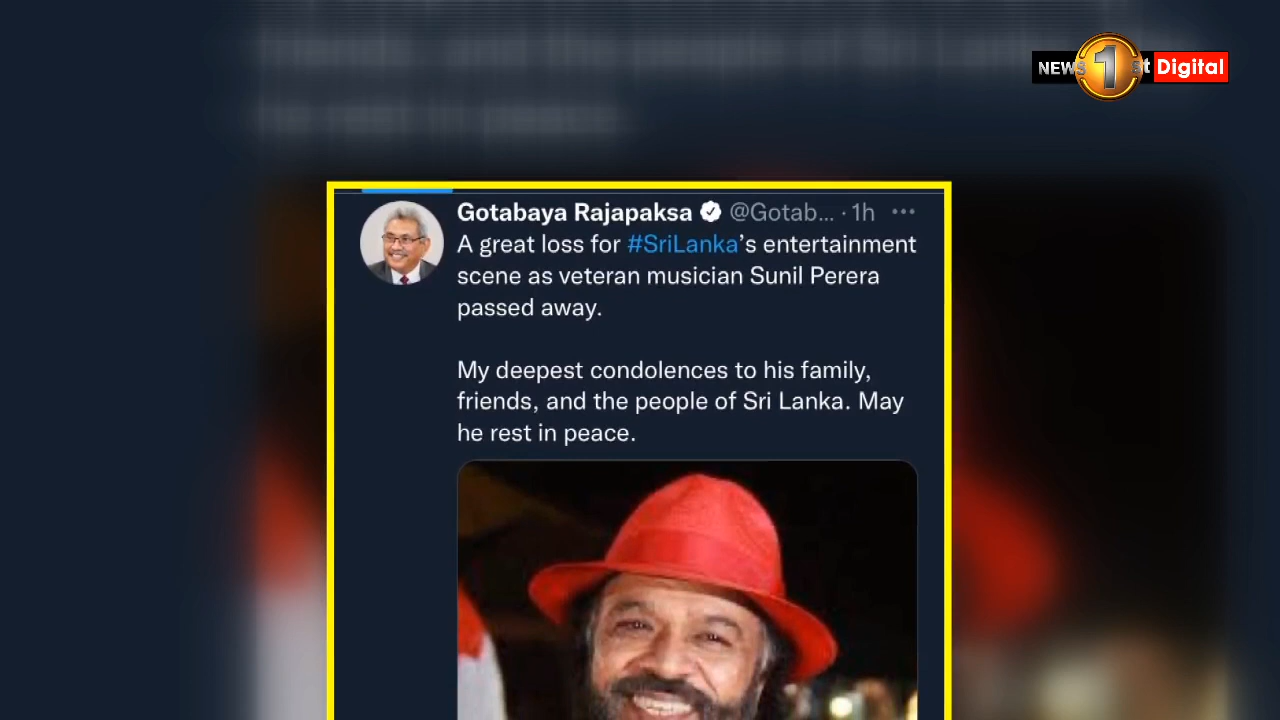 NEWS 1st Digital
Gotabaya Rajapaksa @Gotab... · 1h ···
A great loss for #SriLanka's entertainment
scene as veteran musician Sunil Perera
passed away.
My deepest condolences to his family,
friends, and the people of Sri Lanka. May
he rest in peace.